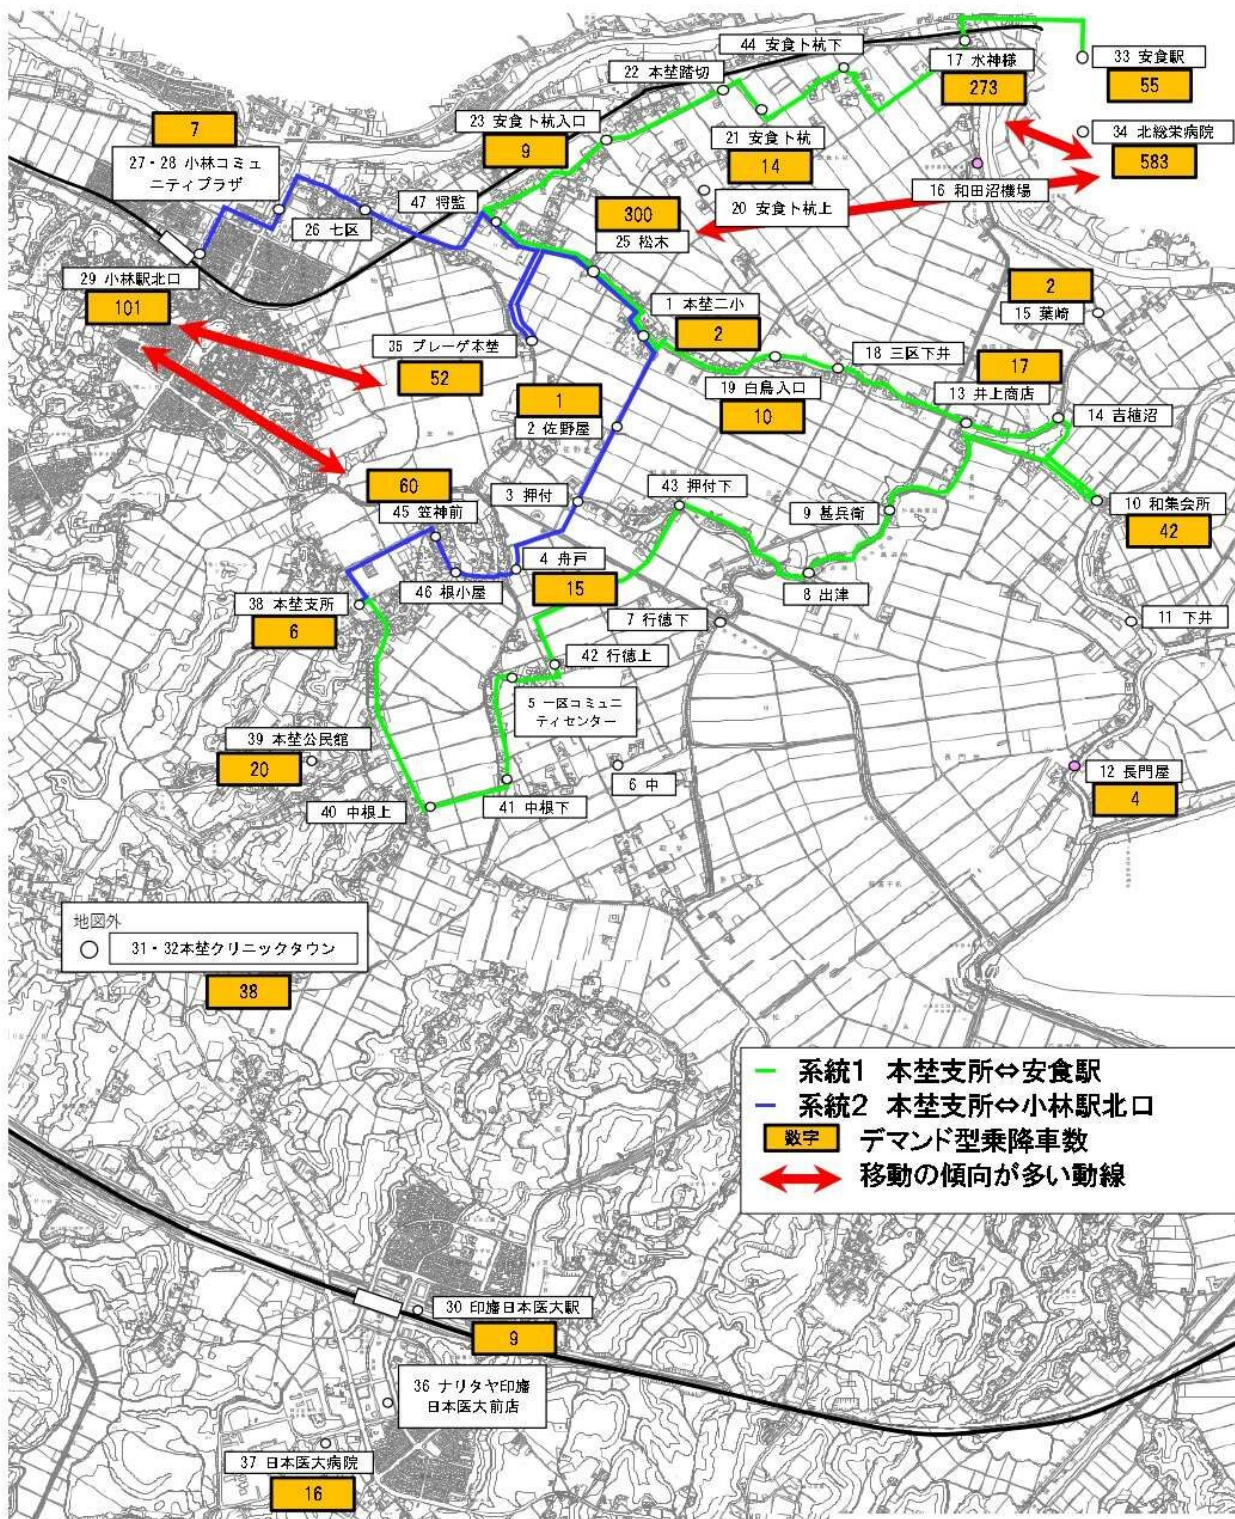 44 安食卜杭下
17 水神様
273
33 安食駅
55
22 本埜踏切
34 北総栄病院
583
7
27・28 小林コミュ
ニティプラザ
23 安食卜杭入口
9
21 安食卜杭
14
16 和田沼機場
47 将監
26 七区
300
25 松木
20 安食卜杭上
29 小林駅北口
101
1 本埜二小
2
2
15 葉崎
35 プレーゲ本埜
52
18 三区下井
17
13 井上商店
19 白鳥入口
10
14 吉植沼
1
2 佐野屋
60
45 笠神前
3 押付
43 押付下
9 甚兵衛
10 和集会所
42
4 舟戸
15
46 根小屋
38 本埜支所
6
8 出津
7 行徳下
11 下井
42 行徳上
5 一区コミュニ
ティセンター
39 本埜公民館
20
6 中
12 長門屋
4
40 中根上
41 中根下
地図外
31・32本埜クリニックタウン
38
系統1 本埜支所⇔安食駅
系統2 本埜支所⇔小林駅北口
数字 デマンド型乗降車数
移動の傾向が多い動線
30 印旛日本医大駅
9
36 ナリタヤ印旛
日本医大前店
37 日本医大病院
16